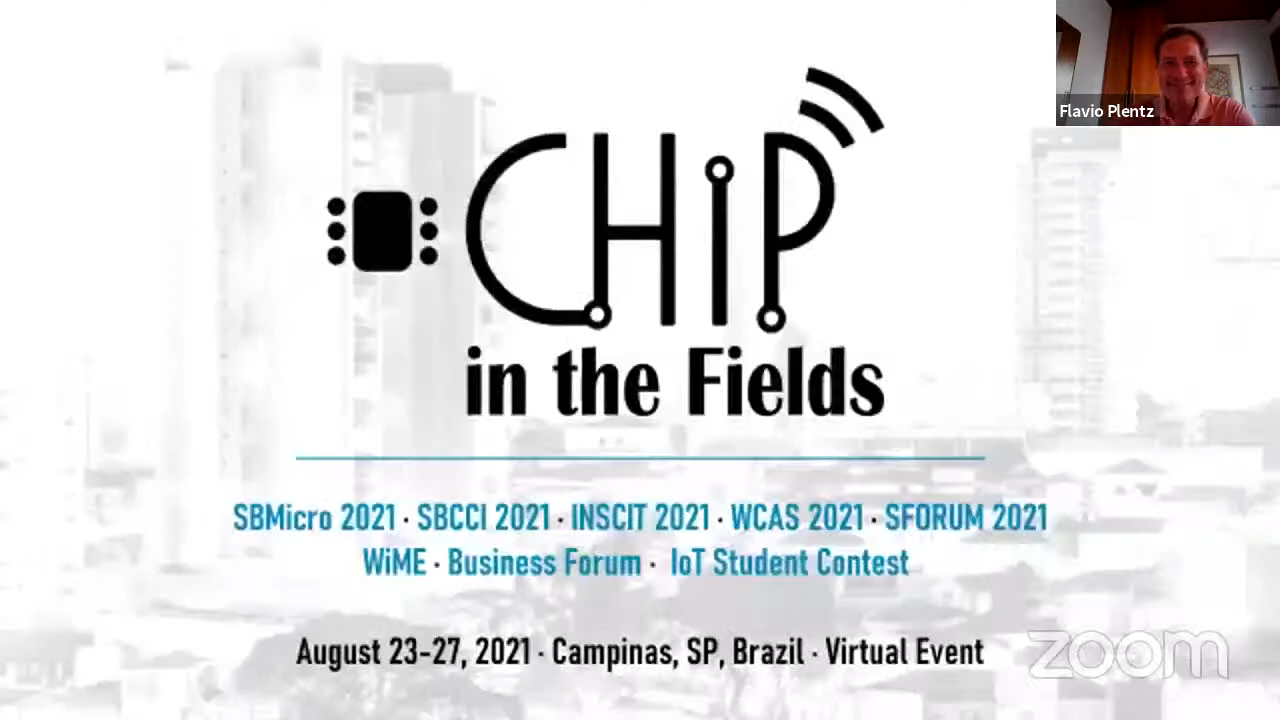 Flavio Plentz
CHiP
in the Fields
SBMicro 2021 · SBCCI 2021 · INSCIT 2021 · WCAS 2021 · SFORUM 2021
WiME · Business Forum · IoT Student Contest
August 23-27, 2021 · Campinas, SP, Brazil · Virtual Event
zoom